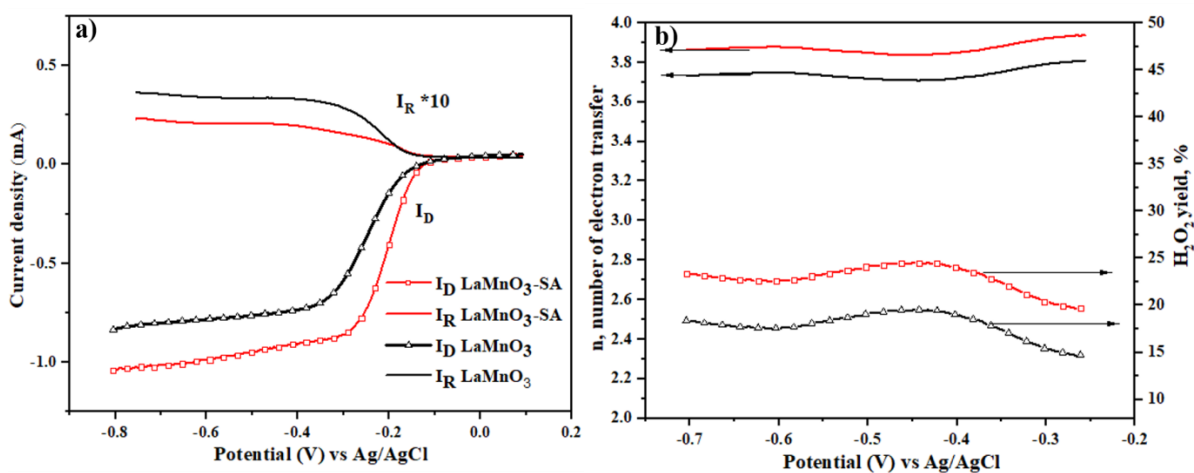 a)
0.5
0.0
-0.5
-1.0
Current density (mA)
I_R *10
I_D
I_D LaMnO₃-SA
I_R LaMnO₃-SA
I_D LaMnO₃
I_R LaMnO₃
-0.8 -0.6 -0.4 -0.2 0.0 0.2
Potential (V) vs Ag/AgCl
b)
4.0
3.8
3.6
3.4
3.2
3.0
2.8
2.6
2.4
2.2
2.0
n, number of electron transfer
50
45
40
35
30
25
20
15
10
H₂O₂ yield, %
-0.7 -0.6 -0.5 -0.4 -0.3 -0.2
Potential (V) vs Ag/AgCl